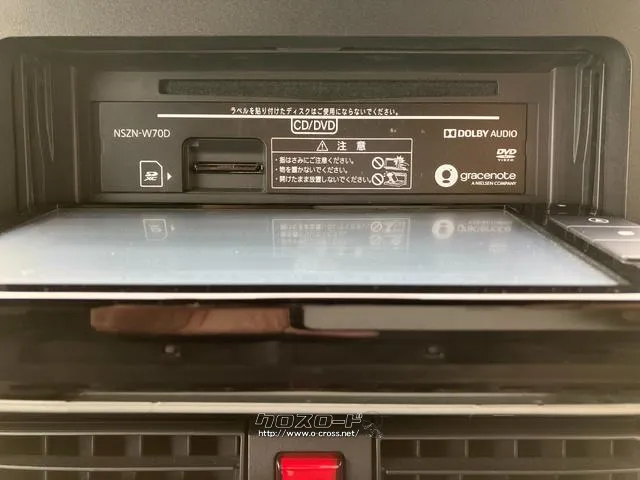 ラベルを貼り付けたディスクはご使用にならないでください。
CD/DVD
NSZN-W70D
DOLBY AUDIO
注意
・指はさみにご注意ください。
・物を置かないでください。
・開けたまま放置しないでください。
DVD
VIDEO
SD
XC
gracenote
A NIELSEN COMPANY
クロスロード
http://www.o-cross.net/